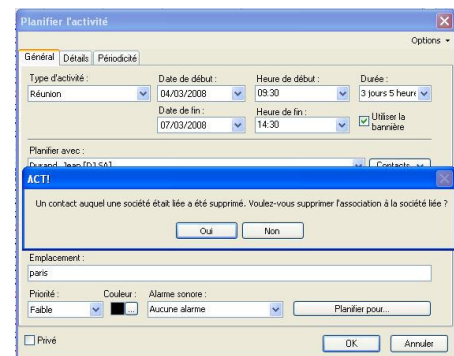 Planifier l'activité
Options
Général Détails Périodicité
Type d'activité : Date de début : Heure de début : Durée :
Réunion 04/03/2008 09:30 3 jours 5 heure
Date de fin : Heure de fin :
07/03/2008 14:30 Utiliser la bannière
Planifier avec :
Durand, Jean [D1SA] Contacts
ACT!
Un contact auquel une société était liée a été supprimé. Voulez-vous supprimer l'association à la société liée ?
Oui Non
Emplacement :
paris
Priorité : Couleur : Alarme sonore :
Faible ... Aucune alarme Planifier pour...
Privé OK Annuler